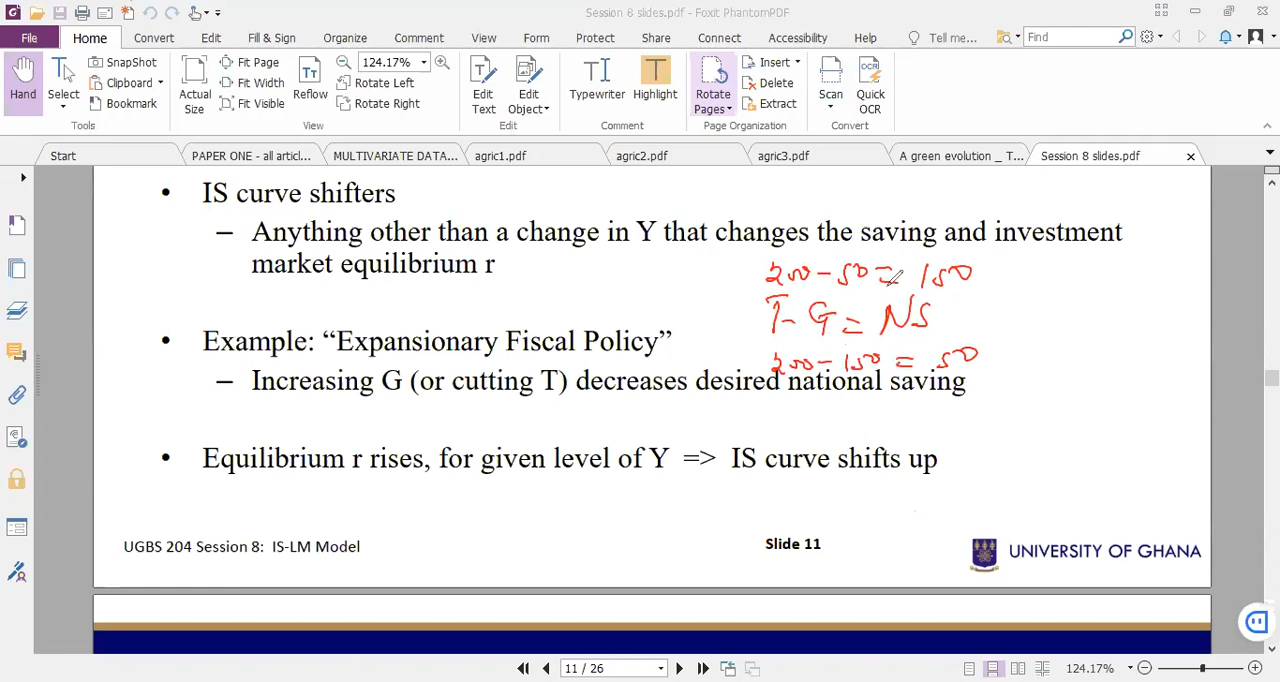 Session 8 slides.pdf - Foxit PhantomPDF
File Home Convert Edit Fill & Sign Organize Comment View Form Protect Share Connect Accessibility Help Tell me... Find
Hand
Select
SnapShot
Clipboard
Bookmark
Tools
Actual Size
Fit Page
Fit Width
Fit Visible
Reflow
124.17%
Rotate Left
Rotate Right
View
Edit Text
Edit Object
Edit
Typewriter
Highlight
Comment
Rotate Pages
Insert
Delete
Extract
Page Organization
Scan
Quick OCR
Convert
Start PAPER ONE - all articl... MULTIVARIATE DATA... agric1.pdf agric2.pdf agric3.pdf A green evolution _ T... Session 8 slides.pdf
• IS curve shifters
– Anything other than a change in Y that changes the saving and investment
market equilibrium r
200 - 50 = 150
T - G = NS
• Example: “Expansionary Fiscal Policy”
200 - 150 = 50
– Increasing G (or cutting T) decreases desired national saving
• Equilibrium r rises, for given level of Y => IS curve shifts up
UGBS 204 Session 8: IS-LM Model
Slide 11
UNIVERSITY OF GHANA
11 / 26
124.17%